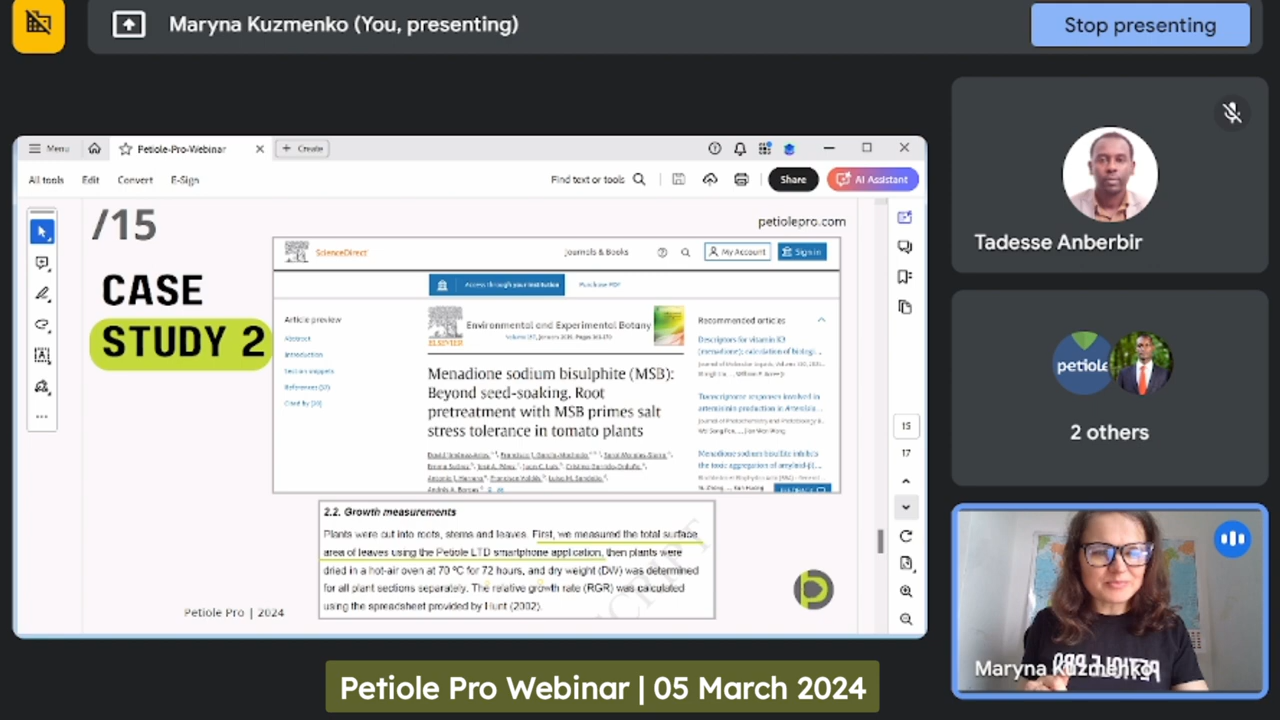 Maryna Kuzmenko (You, presenting)
Stop presenting
Menu
Petiole-Pro-Webinar
Create
All tools
Edit
Convert
E-Sign
Find text or tools
Share
AI Assistant
/15
petiolepro.com
CASE
STUDY 2
ScienceDirect
Journals & Books
My Account
Sign in
Access through your institution
Purchase PDF
Article preview
Abstract
Introduction
Section snippets
References (57)
Environmental and Experimental Botany
ELSEVIER
Recommended articles
Menadione sodium bisulphite (MSB):
Beyond seed-soaking. Root
pretreatment with MSB primes salt
stress tolerance in tomato plants
2.2. Growth measurements
Plants were cut into roots, stems and leaves. First, we measured the total surface
area of leaves using the Petiole LTD smartphone application, then plants were
dried in a hot-air oven at 70 ºC for 72 hours, and dry weight (DW) was determined
for all plant sections separately. The relative growth rate (RGR) was calculated
using the spreadsheet provided by Hunt (2002).
Petiole Pro | 2024
15
17
Tadesse Anberbir
petiole
2 others
PETIOLE PRO
Maryna Kuzmenko
Petiole Pro Webinar | 05 March 2024